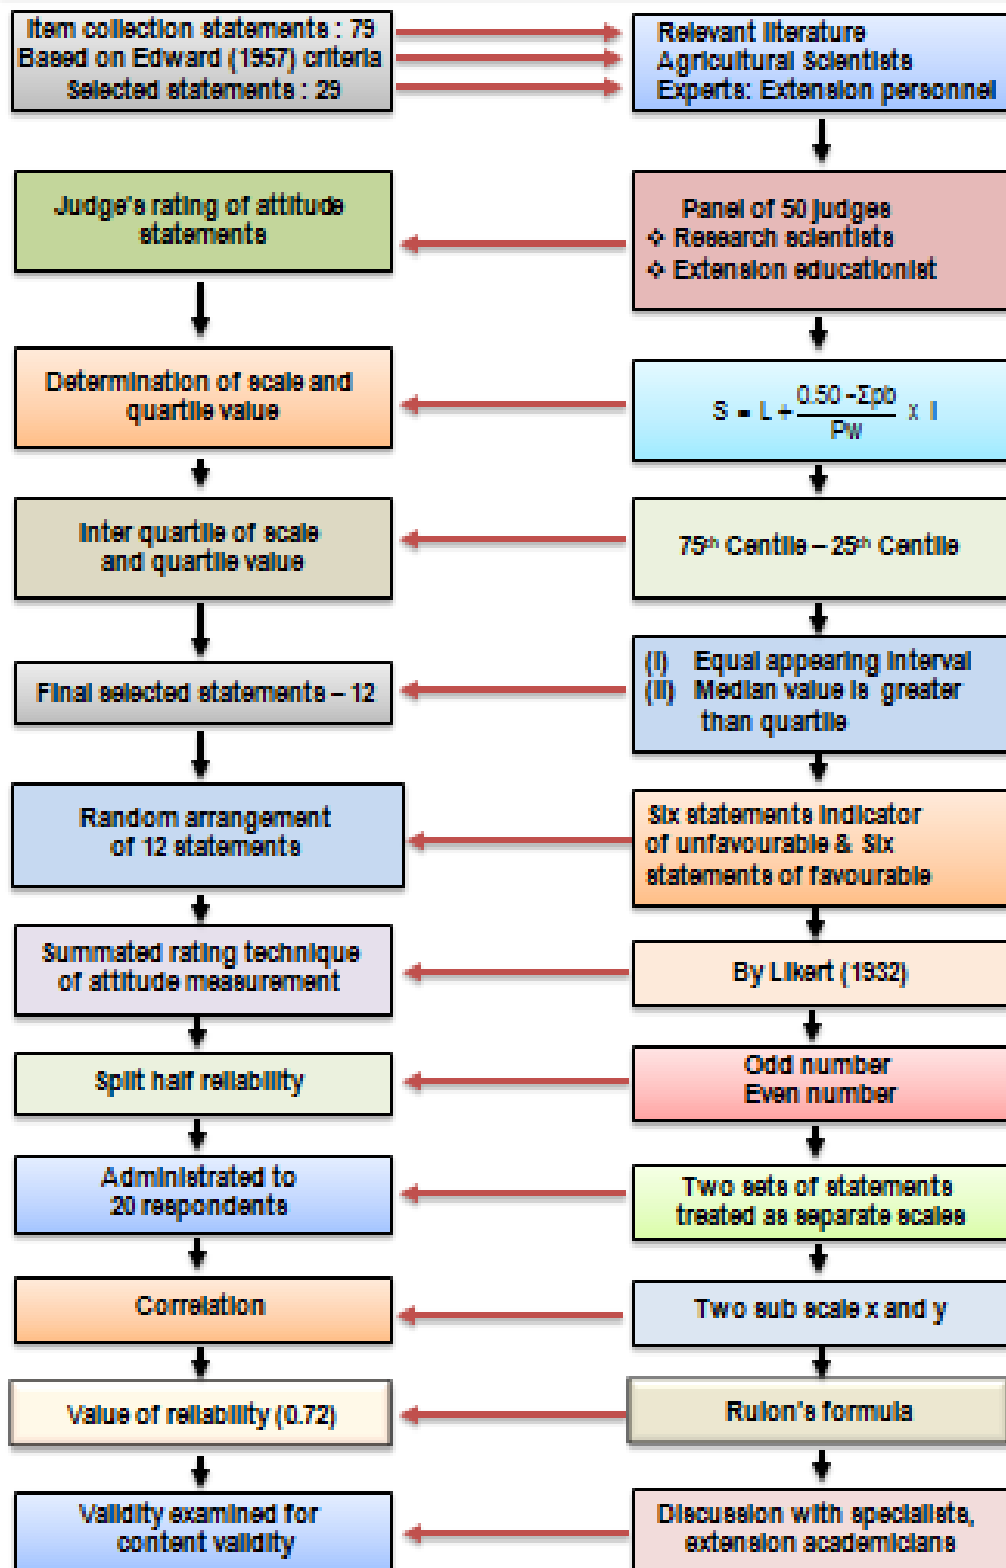 Item collection statements : 79
Based on Edward (1957) criteria
Selected statements : 29
Relevant literature
Agricultural Scientists
Experts: Extension personnel
Judge's rating of attitude
statements
Panel of 50 judges
❖ Research scientists
❖ Extension educationist
Determination of scale and
quartile value
S = L + (0.50 - Σpb / Pw) x i
Inter quartile of scale
and quartile value
75th Centile – 25th Centile
Final selected statements – 12
(i) Equal appearing interval
(ii) Median value is greater
than quartile
Random arrangement
of 12 statements
Six statements indicator
of unfavourable & Six
statements of favourable
Summated rating technique
of attitude measurement
By Likert (1932)
Split half reliability
Odd number
Even number
Administrated to
20 respondents
Two sets of statements
treated as separate scales
Correlation
Two sub scale x and y
Value of reliability (0.72)
Rulon's formula
Validity examined for
content validity
Discussion with specialists,
extension academicians